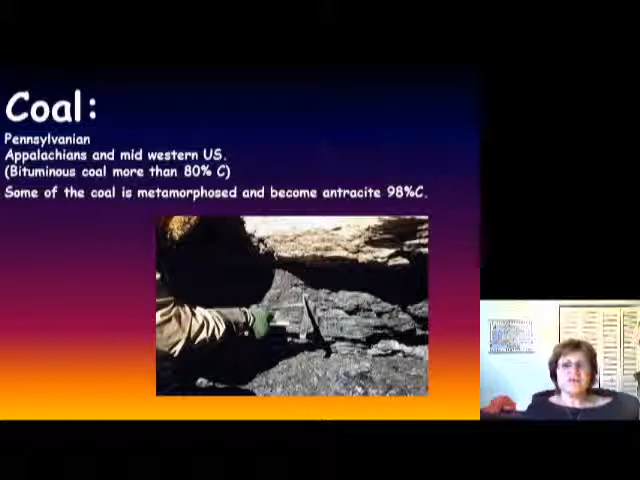 Coal:
Pennsylvanian
Appalachians and mid western US.
(Bituminous coal more than 80% C)
Some of the coal is metamorphosed and become antracite 98%C.